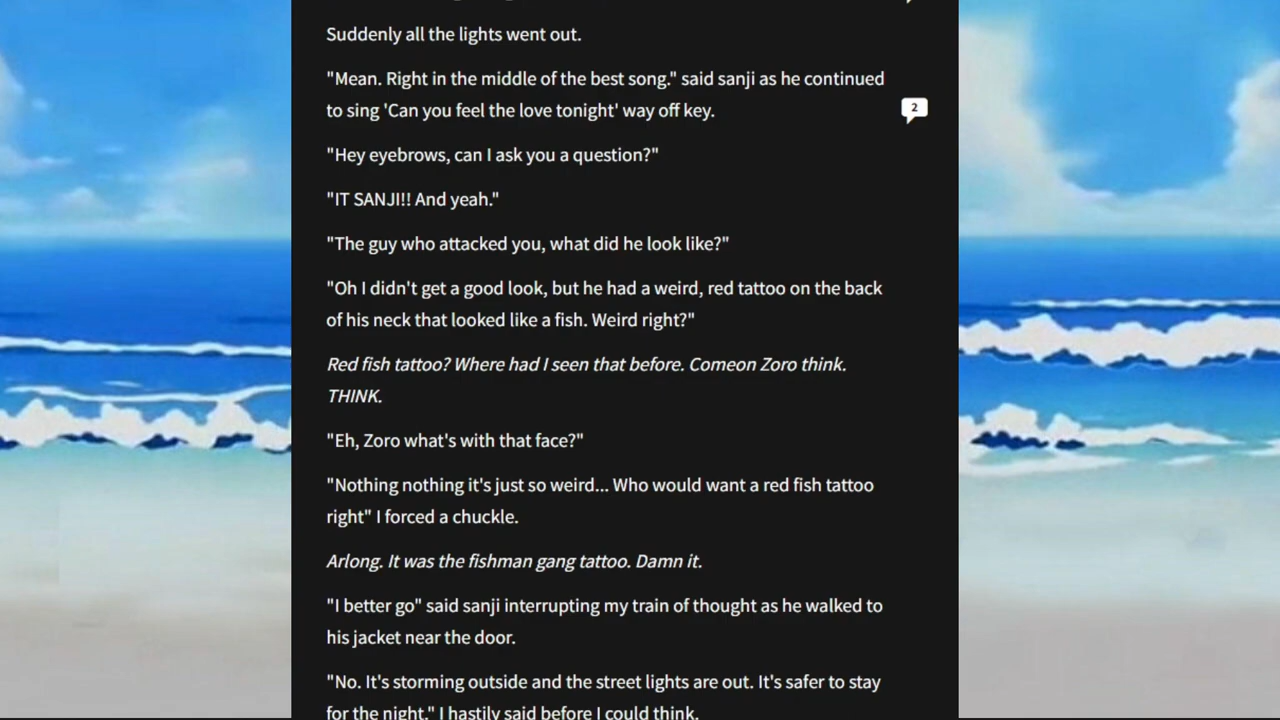 Suddenly all the lights went out.
"Mean. Right in the middle of the best song." said sanji as he continued
to sing 'Can you feel the love tonight' way off key.
2
"Hey eyebrows, can I ask you a question?"
"IT SANJI!! And yeah."
"The guy who attacked you, what did he look like?"
"Oh I didn't get a good look, but he had a weird, red tattoo on the back
of his neck that looked like a fish. Weird right?"
Red fish tattoo? Where had I seen that before. Comeon Zoro think.
THINK.
"Eh, Zoro what's with that face?"
"Nothing nothing it's just so weird... Who would want a red fish tattoo
right" I forced a chuckle.
Arlong. It was the fishman gang tattoo. Damn it.
"I better go" said sanji interrupting my train of thought as he walked to
his jacket near the door.
"No. It's storming outside and the street lights are out. It's safer to stay
for the night." I hastily said before I could think.